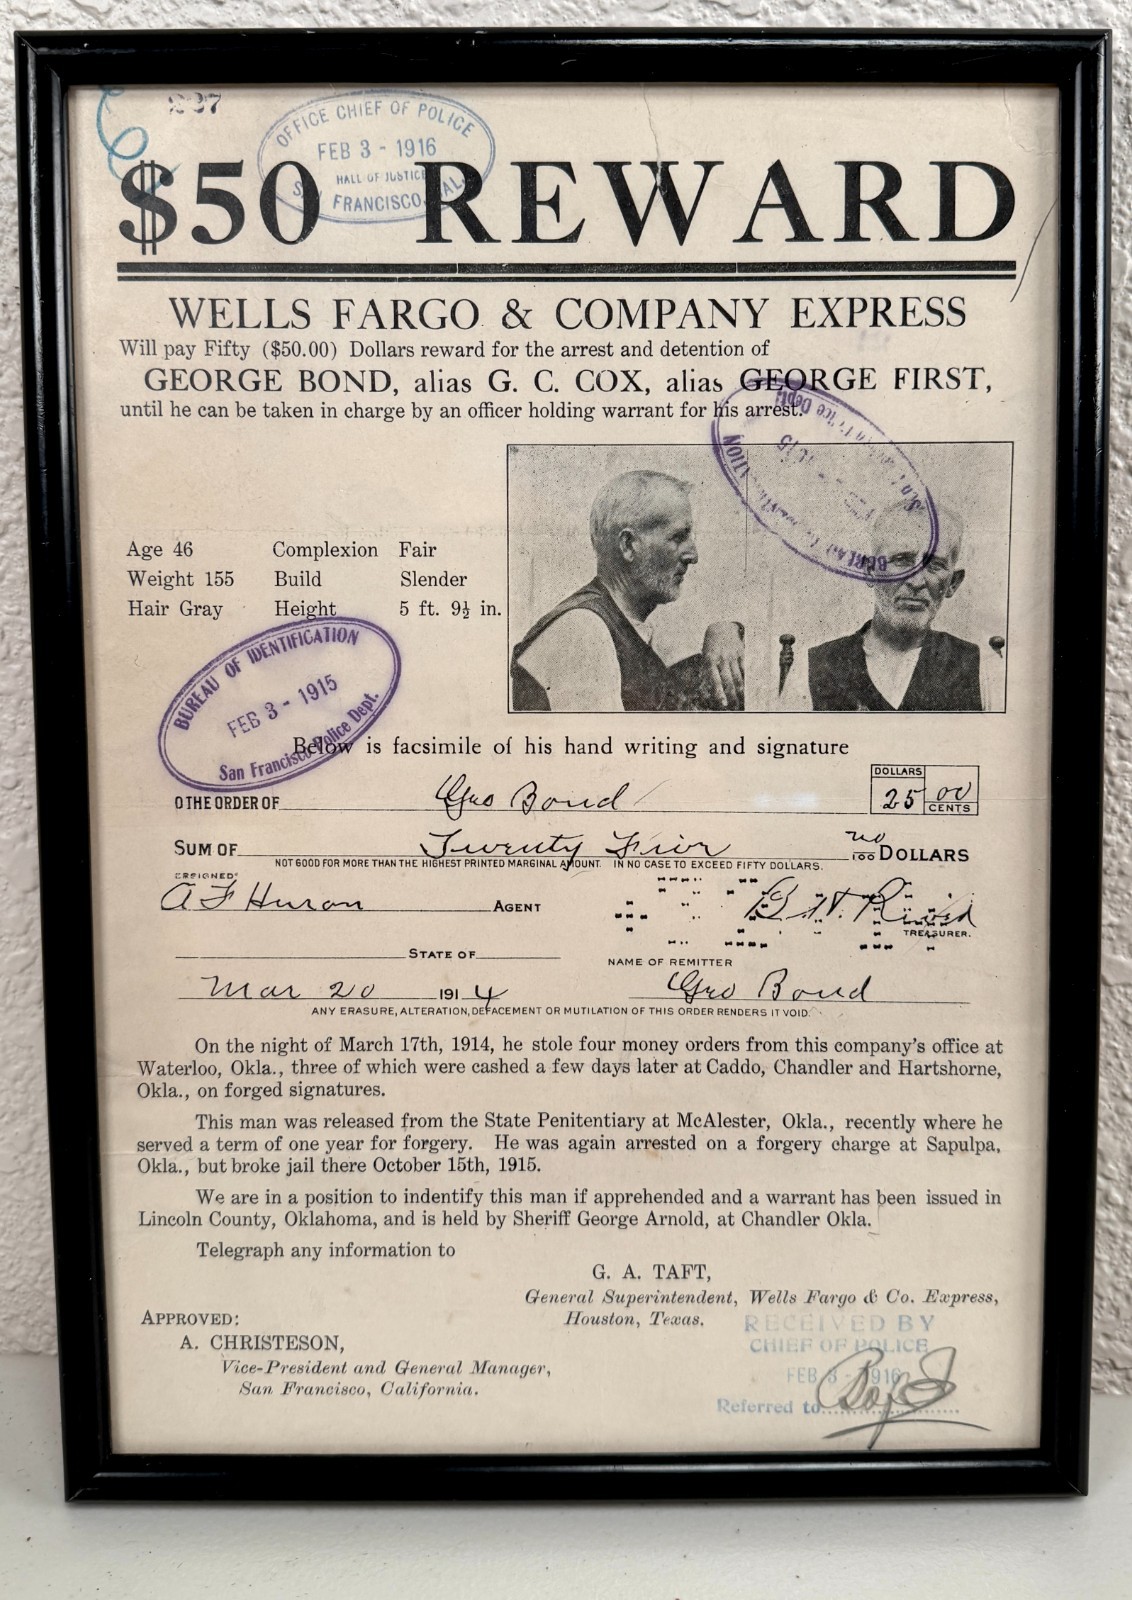 297
OFFICE CHIEF OF POLICE
FEB 3 - 1916
HALL OF JUSTICE
SAN FRANCISCO, CAL.
$50 REWARD
WELLS FARGO & COMPANY EXPRESS
Will pay Fifty ($50.00) Dollars reward for the arrest and detention of
GEORGE BOND, alias G. C. COX, alias GEORGE FIRST,
until he can be taken in charge by an officer holding warrant for his arrest.
BUREAU OF IDENTIFICATION
San Francisco Police Dept.
Age 46 Complexion Fair
Weight 155 Build Slender
Hair Gray Height 5 ft. 9½ in.
BUREAU OF IDENTIFICATION
FEB 3 - 1915
San Francisco Police Dept.
Below is facsimile of his hand writing and signature
O THE ORDER OF Geo Bond
DOLLARS
25 00
CENTS
SUM OF Twenty Five no/100 DOLLARS
NOT GOOD FOR MORE THAN THE HIGHEST PRINTED MARGINAL AMOUNT. IN NO CASE TO EXCEED FIFTY DOLLARS.
ERSIGNED
A F Huron AGENT
TREASURER.
STATE OF
NAME OF REMITTER
Mar 20 1914 Geo Bond
ANY ERASURE, ALTERATION, DEFACEMENT OR MUTILATION OF THIS ORDER RENDERS IT VOID.
On the night of March 17th, 1914, he stole four money orders from this company's office at
Waterloo, Okla., three of which were cashed a few days later at Caddo, Chandler and Hartshorne,
Okla., on forged signatures.
This man was released from the State Penitentiary at McAlester, Okla., recently where he
served a term of one year for forgery. He was again arrested on a forgery charge at Sapulpa,
Okla., but broke jail there October 15th, 1915.
We are in a position to indentify this man if apprehended and a warrant has been issued in
Lincoln County, Oklahoma, and is held by Sheriff George Arnold, at Chandler Okla.
Telegraph any information to
G. A. TAFT,
General Superintendent, Wells Fargo & Co. Express,
Houston, Texas.
APPROVED:
A. CHRISTESON,
Vice-President and General Manager,
San Francisco, California.
RECEIVED BY
CHIEF OF POLICE
FEB 3 - 1916
Referred to